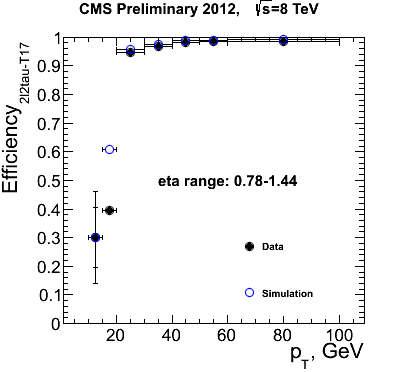 CMS Preliminary 2012, √s=8 TeV
Efficiency2l2tau-T17
1
0.9
0.8
0.7
0.6
0.5
0.4
0.3
0.2
0.1
0
eta range: 0.78-1.44
Data
Simulation
20 40 60 80 100
pT, GeV